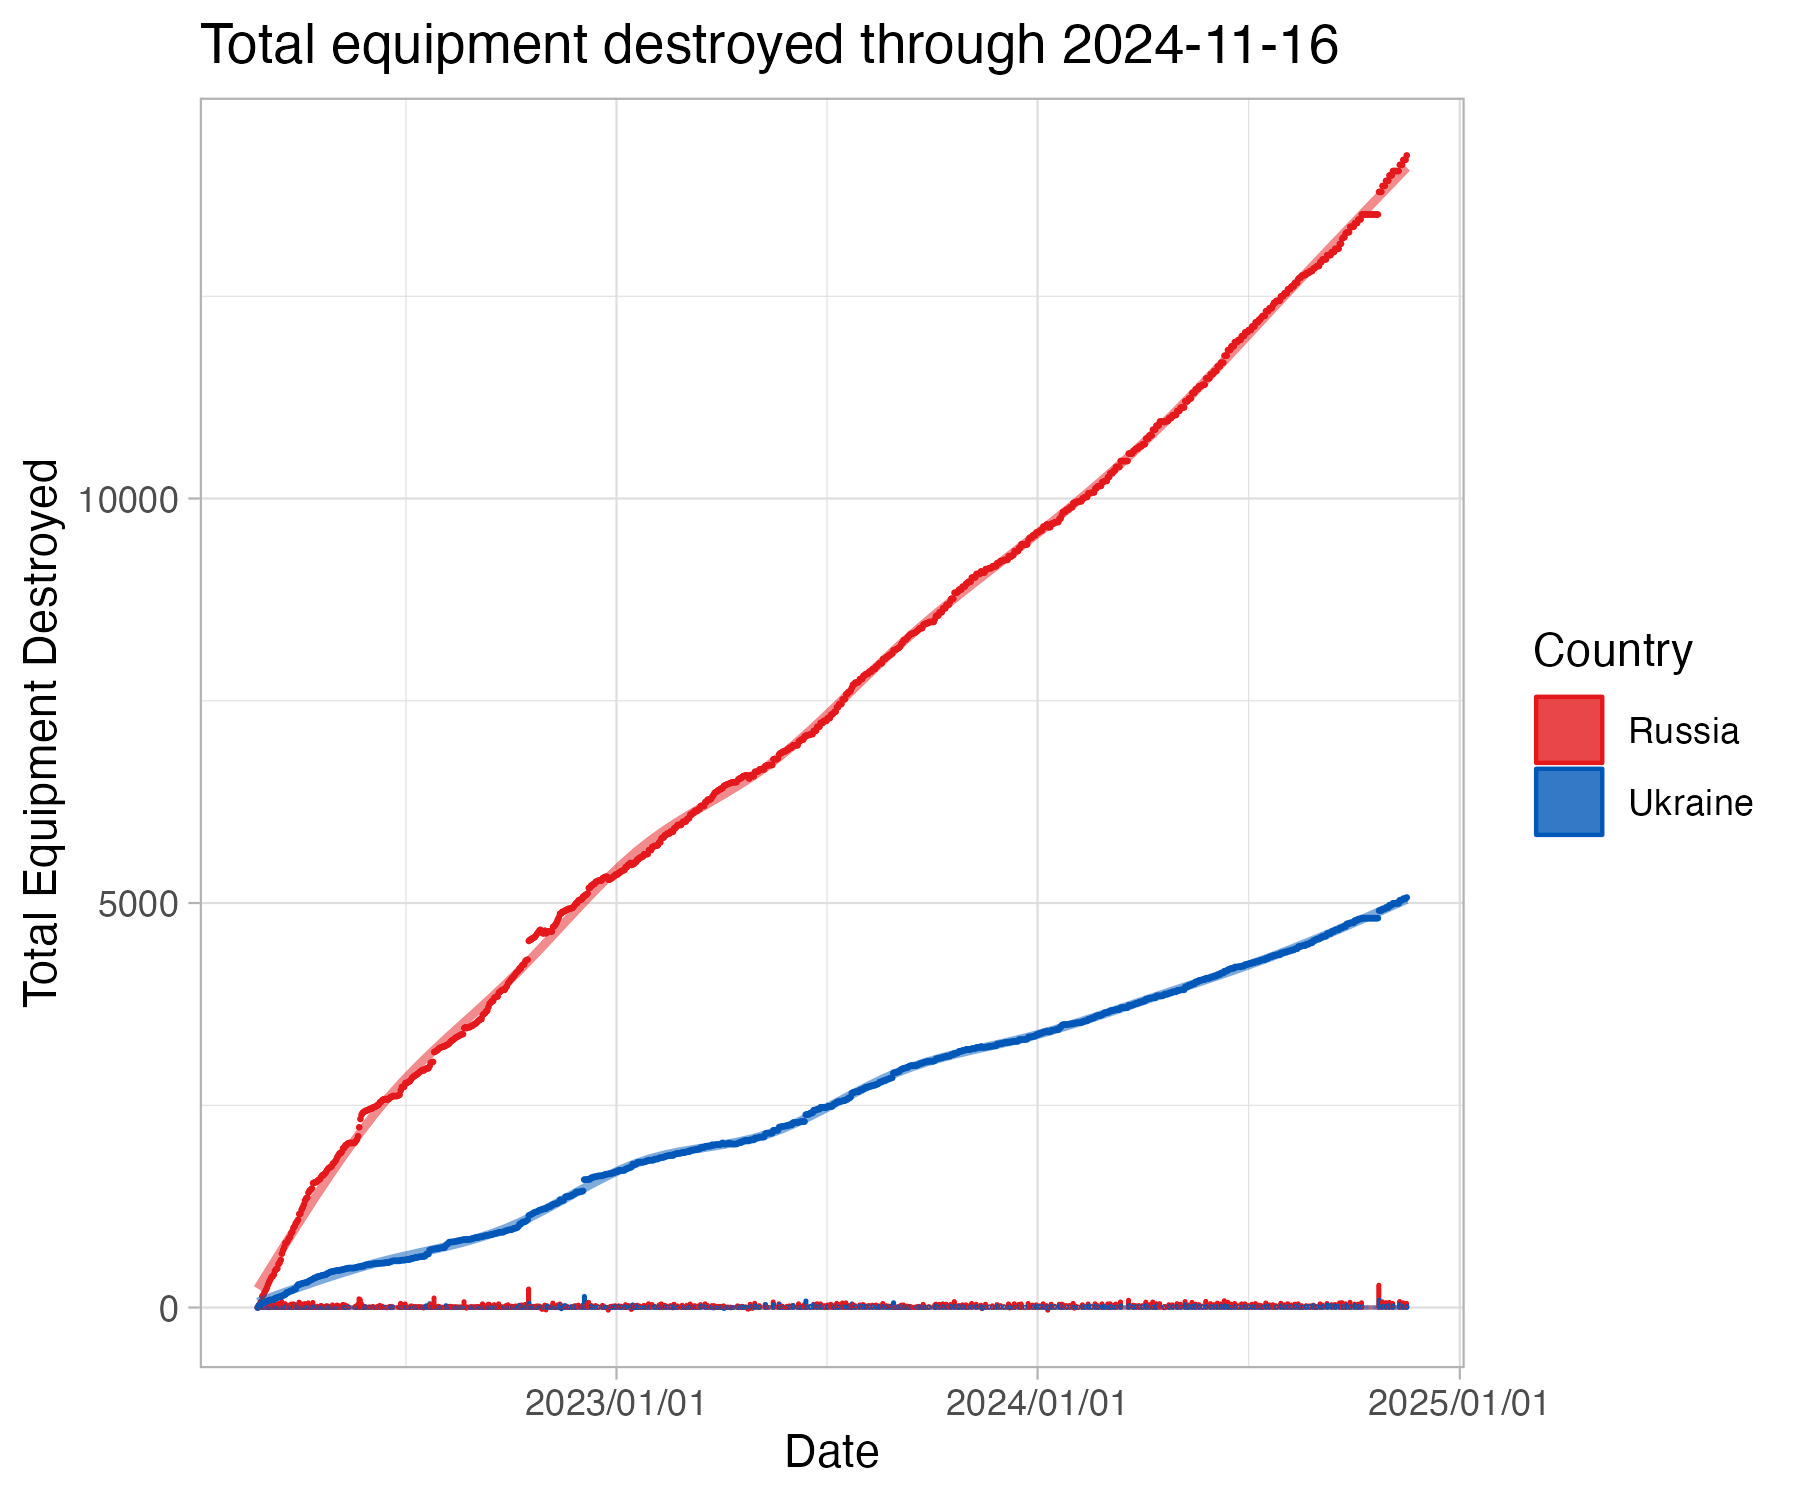 Total equipment destroyed through 2024-11-16
Total Equipment Destroyed
10000
5000
0
2023/01/01
2024/01/01
2025/01/01
Date
Country
Russia
Ukraine